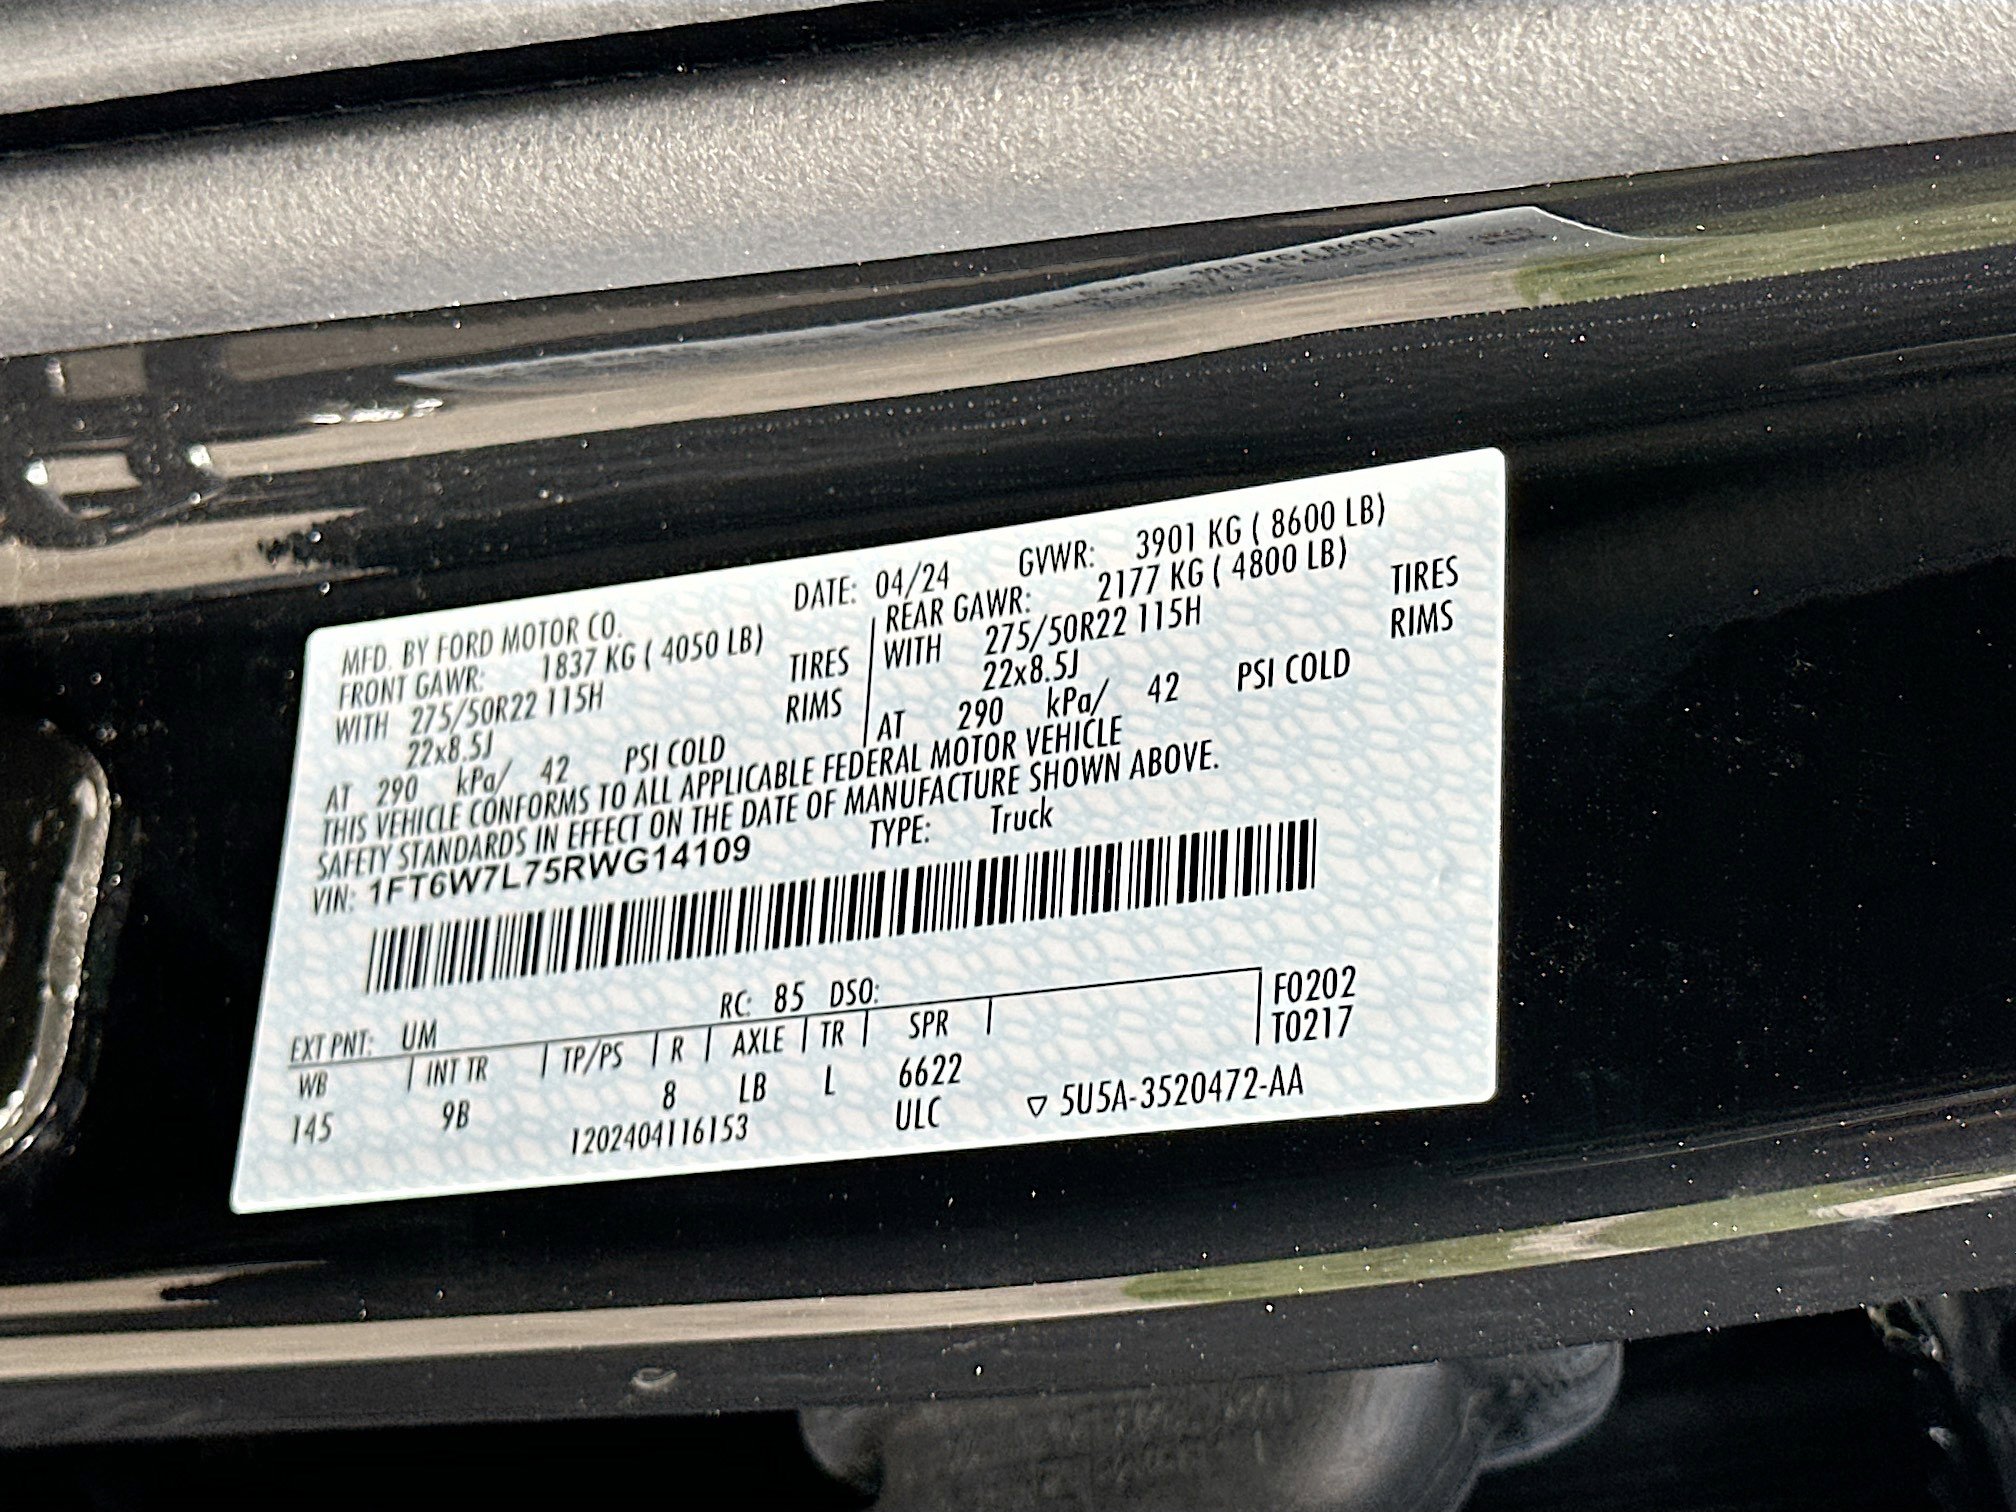 MFD. BY FORD MOTOR CO. DATE: 04/24 GVWR: 3901 KG ( 8600 LB)
FRONT GAWR: 1837 KG ( 4050 LB) REAR GAWR: 2177 KG ( 4800 LB)
WITH 275/50R22 115H TIRES WITH 275/50R22 115H TIRES
22x8.5J RIMS 22x8.5J RIMS
AT 290 kPa/ 42 PSI COLD AT 290 kPa/ 42 PSI COLD
THIS VEHICLE CONFORMS TO ALL APPLICABLE FEDERAL MOTOR VEHICLE
SAFETY STANDARDS IN EFFECT ON THE DATE OF MANUFACTURE SHOWN ABOVE.
VIN: 1FT6W7L75RWG14109 TYPE: Truck
EXT PNT: UM RC: 85 DSO: F0202
WB INT TR TP/PS R AXLE TR SPR T0217
145 9B 8 LB L 6622
1202404116153 ULC ▽ 5U5A-3520472-AA